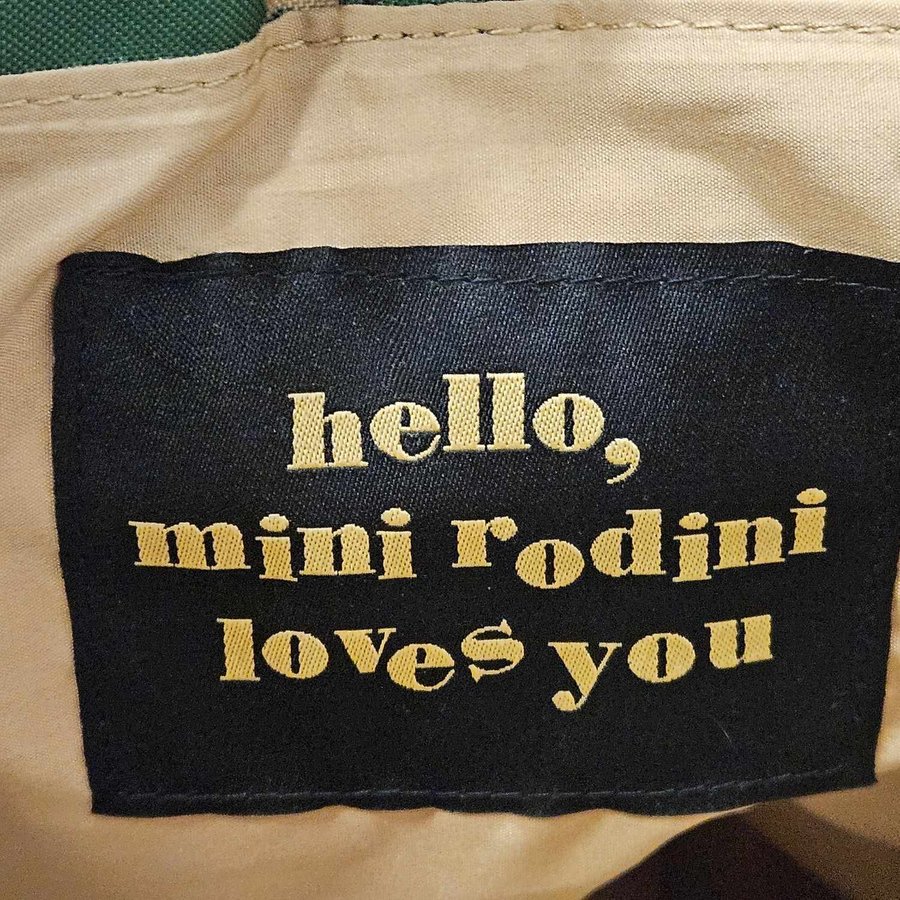 hello,
mini rodini
loves you